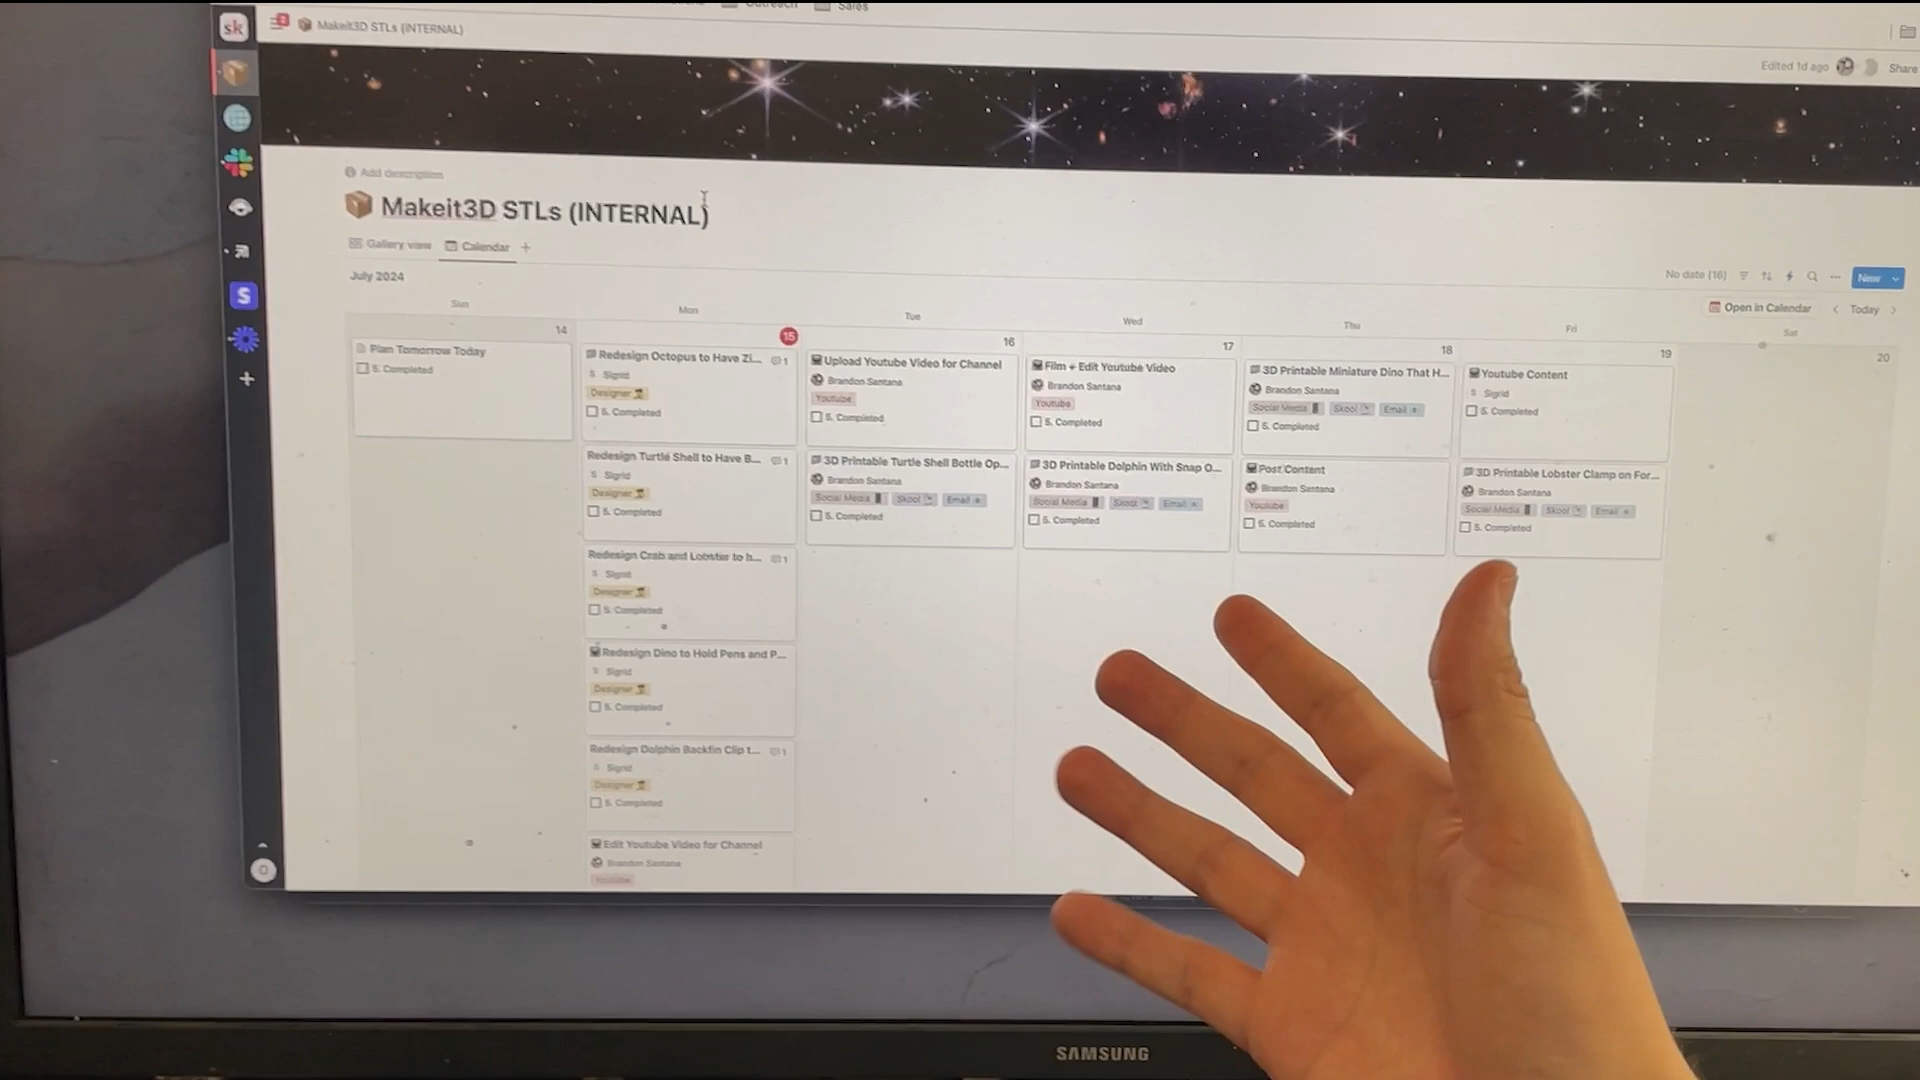 Outreach
Sales
sk
Makeit3D STLs (INTERNAL)
Edited 1d ago
Share
Add description
Makeit3D STLs (INTERNAL)
Gallery view
Calendar
July 2024
No date (16)
New
Open in Calendar
Today
Sun
Mon
Tue
Wed
Thu
Fri
Sat
14
Plan Tomorrow Today
5. Completed
15
Redesign Octopus to Have Zi...
1
Sigrid
Designer
5. Completed
Redesign Turtle Shell to Have B...
1
Sigrid
Designer
5. Completed
Redesign Crab and Lobster to h...
1
Sigrid
Designer
5. Completed
Redesign Dino to Hold Pens and P...
Sigrid
Designer
5. Completed
Redesign Dolphin Backfin Clip t...
1
Sigrid
Designer
5. Completed
Edit Youtube Video for Channel
Brandon Santana
Youtube
16
Upload Youtube Video for Channel
Brandon Santana
Youtube
5. Completed
3D Printable Turtle Shell Bottle Op...
Brandon Santana
Social Media Skool Email
5. Completed
17
Film + Edit Youtube Video
Brandon Santana
Youtube
5. Completed
3D Printable Dolphin With Snap O...
Brandon Santana
Social Media Skool Email
5. Completed
18
3D Printable Miniature Dino That H...
Brandon Santana
Social Media Skool Email
5. Completed
Post Content
Brandon Santana
Youtube
5. Completed
19
Youtube Content
Sigrid
5. Completed
3D Printable Lobster Clamp on For...
Brandon Santana
Social Media Skool Email
5. Completed
20
SAMSUNG